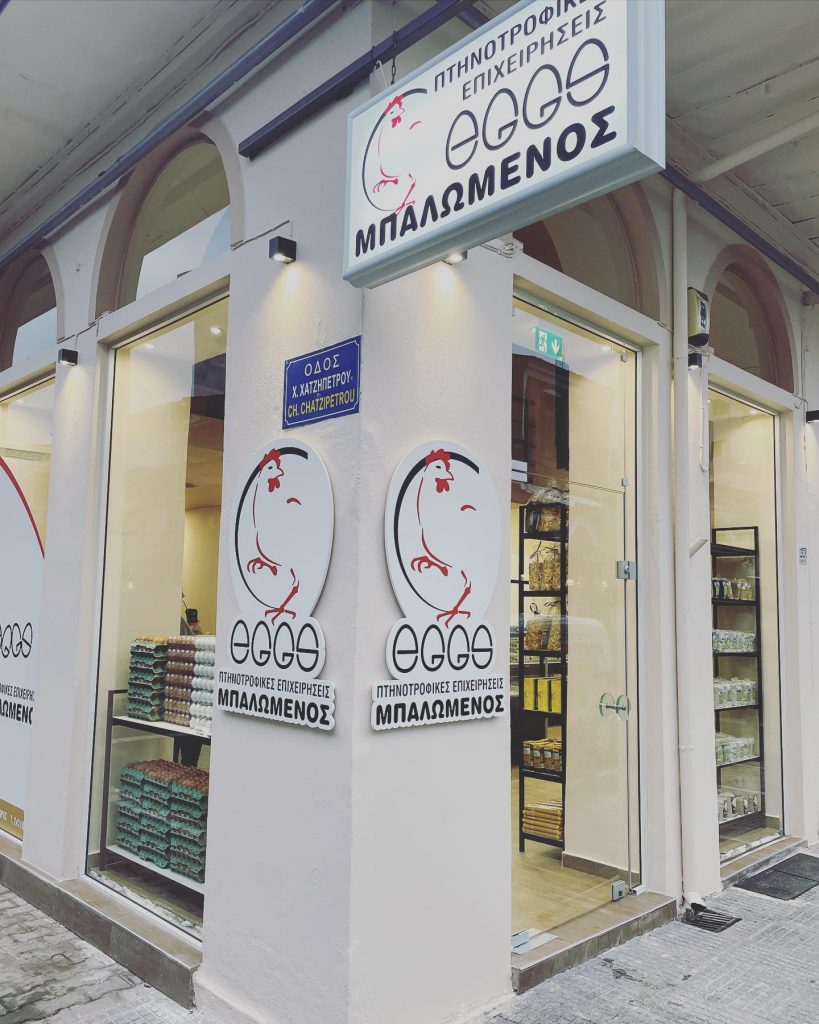 ΠΤΗΝΟΤΡΟΦΙΚΕΣ
ΕΠΙΧΕΙΡΗΣΕΙΣ
eGGS
ΜΠΑΛΩΜΕΝΟΣ
ΟΔΟΣ
Χ. ΧΑΤΖΗΠΕΤΡΟΥ
CH. CHATZIPETROU
eGGS
ΠΤΗΝΟΤΡΟΦΙΚΕΣ ΕΠΙΧΕΙΡΗΣΕΙΣ
ΜΠΑΛΩΜΕΝΟΣ
eGGS
ΠΤΗΝΟΤΡΟΦΙΚΕΣ ΕΠΙΧΕΙΡΗΣΕΙΣ
ΜΠΑΛΩΜΕΝΟΣ